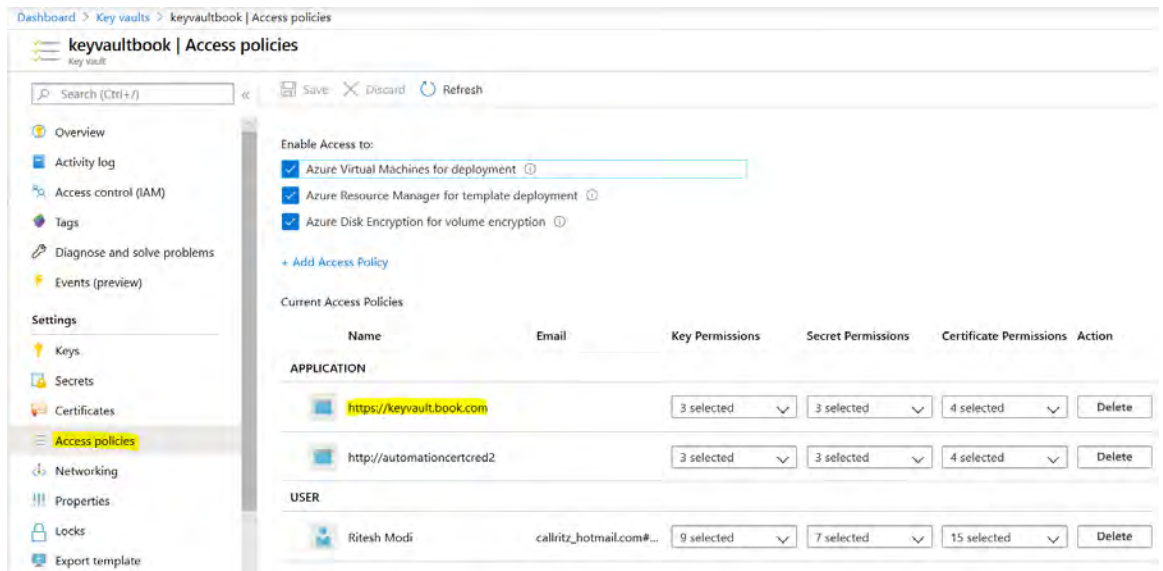 Dashboard > Key vaults > keyvaultbook | Access policies
keyvaultbook | Access policies
Key vault
Search (Ctrl+/)
«
Save Discard Refresh
Overview
Activity log
Access control (IAM)
Tags
Diagnose and solve problems
Events (preview)
Settings
Keys
Secrets
Certificates
Access policies
Networking
Properties
Locks
Export template
Enable Access to:
Azure Virtual Machines for deployment
Azure Resource Manager for template deployment
Azure Disk Encryption for volume encryption
+ Add Access Policy
Current Access Policies
Name Email Key Permissions Secret Permissions Certificate Permissions Action
APPLICATION
https://keyvault.book.com 3 selected 3 selected 4 selected Delete
http://automationcertcred2 3 selected 3 selected 4 selected Delete
USER
Ritesh Modi callritz_hotmail.com#... 9 selected 7 selected 15 selected Delete